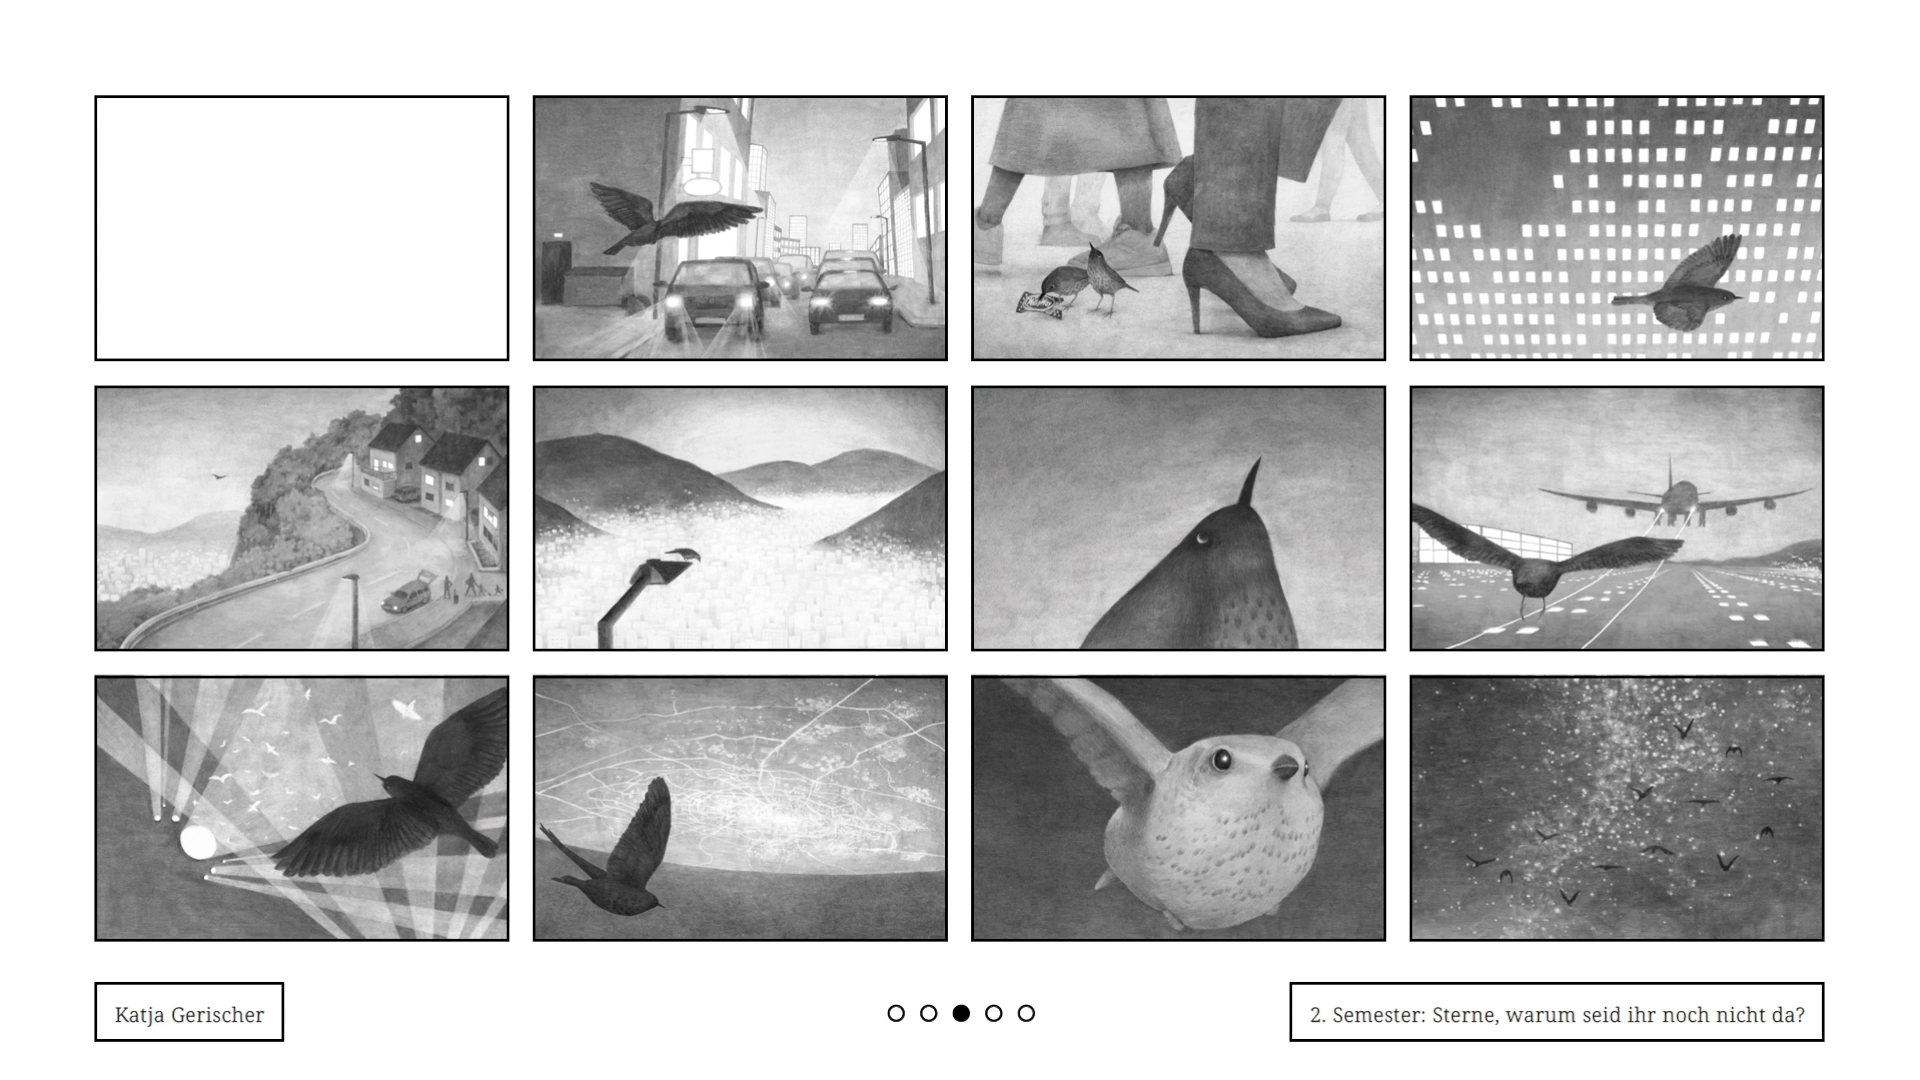 Katja Gerischer
2. Semester: Sterne, warum seid ihr noch nicht da?